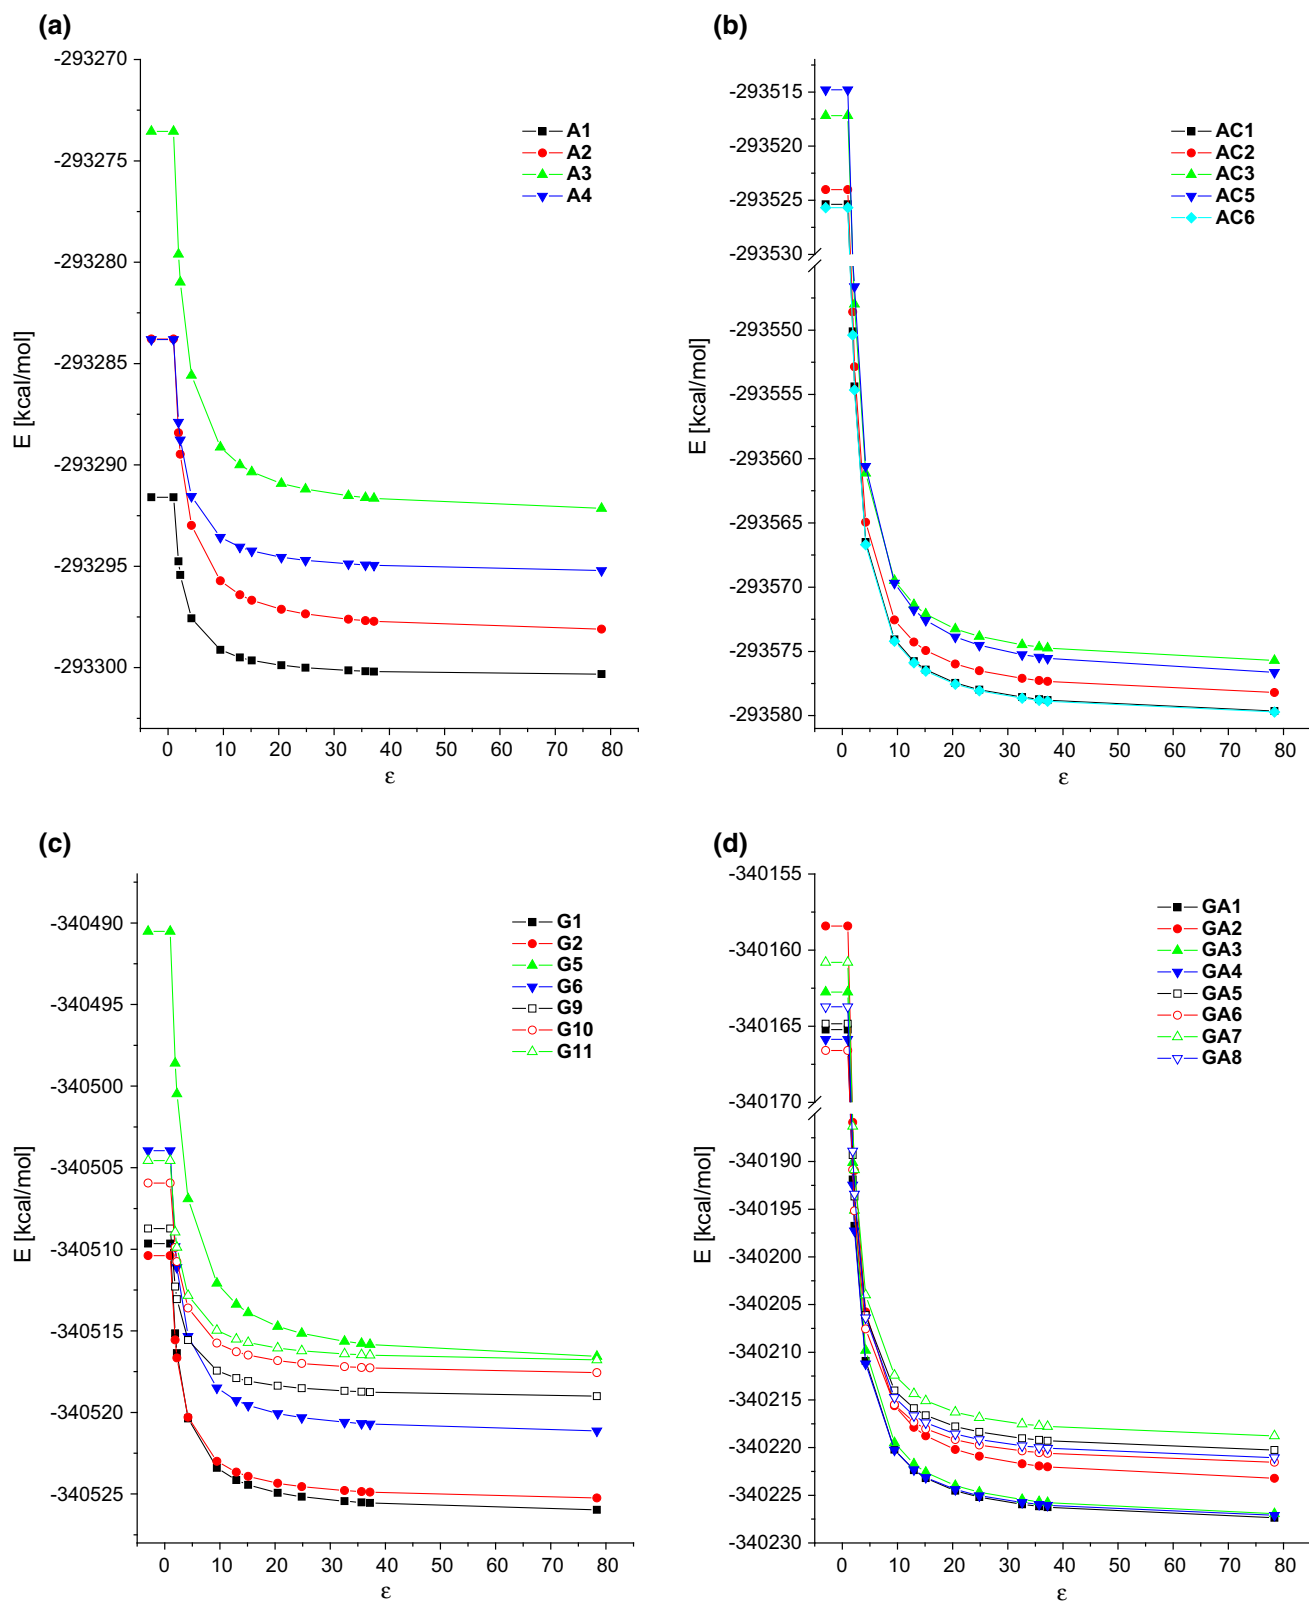 (a)
-293270
-293275
-293280
-293285
-293290
-293295
-293300
E [kcal/mol]
A1
A2
A3
A4
0 10 20 30 40 50 60 70 80
ε
(b)
-293515
-293520
-293525
-293530
-293550
-293555
-293560
-293565
-293570
-293575
-293580
E [kcal/mol]
AC1
AC2
AC3
AC5
AC6
0 10 20 30 40 50 60 70 80
ε
(c)
-340490
-340495
-340500
-340505
-340510
-340515
-340520
-340525
E [kcal/mol]
G1
G2
G5
G6
G9
G10
G11
0 10 20 30 40 50 60 70 80
ε
(d)
-340155
-340160
-340165
-340170
-340190
-340195
-340200
-340205
-340210
-340215
-340220
-340225
-340230
E [kcal/mol]
GA1
GA2
GA3
GA4
GA5
GA6
GA7
GA8
0 10 20 30 40 50 60 70 80
ε